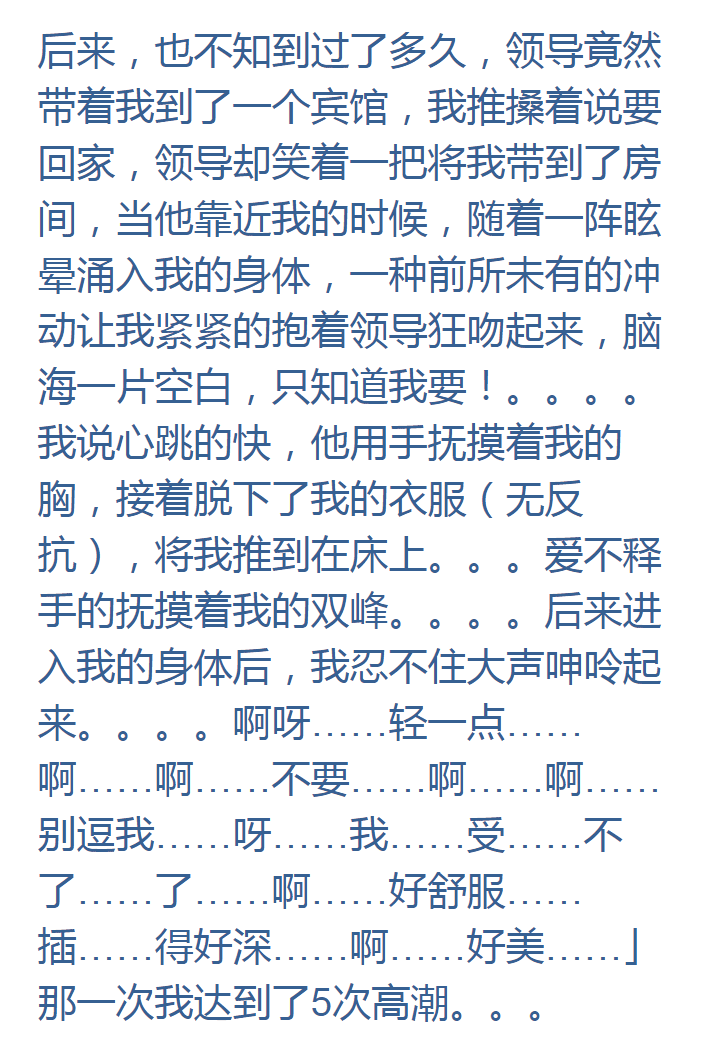 后来，也不知到过了多久，领导竟然
带着我到了一个宾馆，我推搡着说要
回家，领导却笑着一把将我带到了房
间，当他靠近我的时候，随着一阵眩
晕涌入我的身体，一种前所未有的冲
动让我紧紧的抱着领导狂吻起来，脑
海一片空白，只知道我要！。。。。
我说心跳的快，他用手抚摸着我的
胸，接着脱下了我的衣服（无反
抗），将我推到在床上。。。爱不释
手的抚摸着我的双峰。。。。后来进
入我的身体后，我忍不住大声呻吟起
来。。。。啊呀……轻一点……
啊……啊……不要……啊……啊……
别逗我……呀……我……受……不
了……了……啊……好舒服……
插……得好深……啊……好美……」
那一次我达到了5次高潮。。。